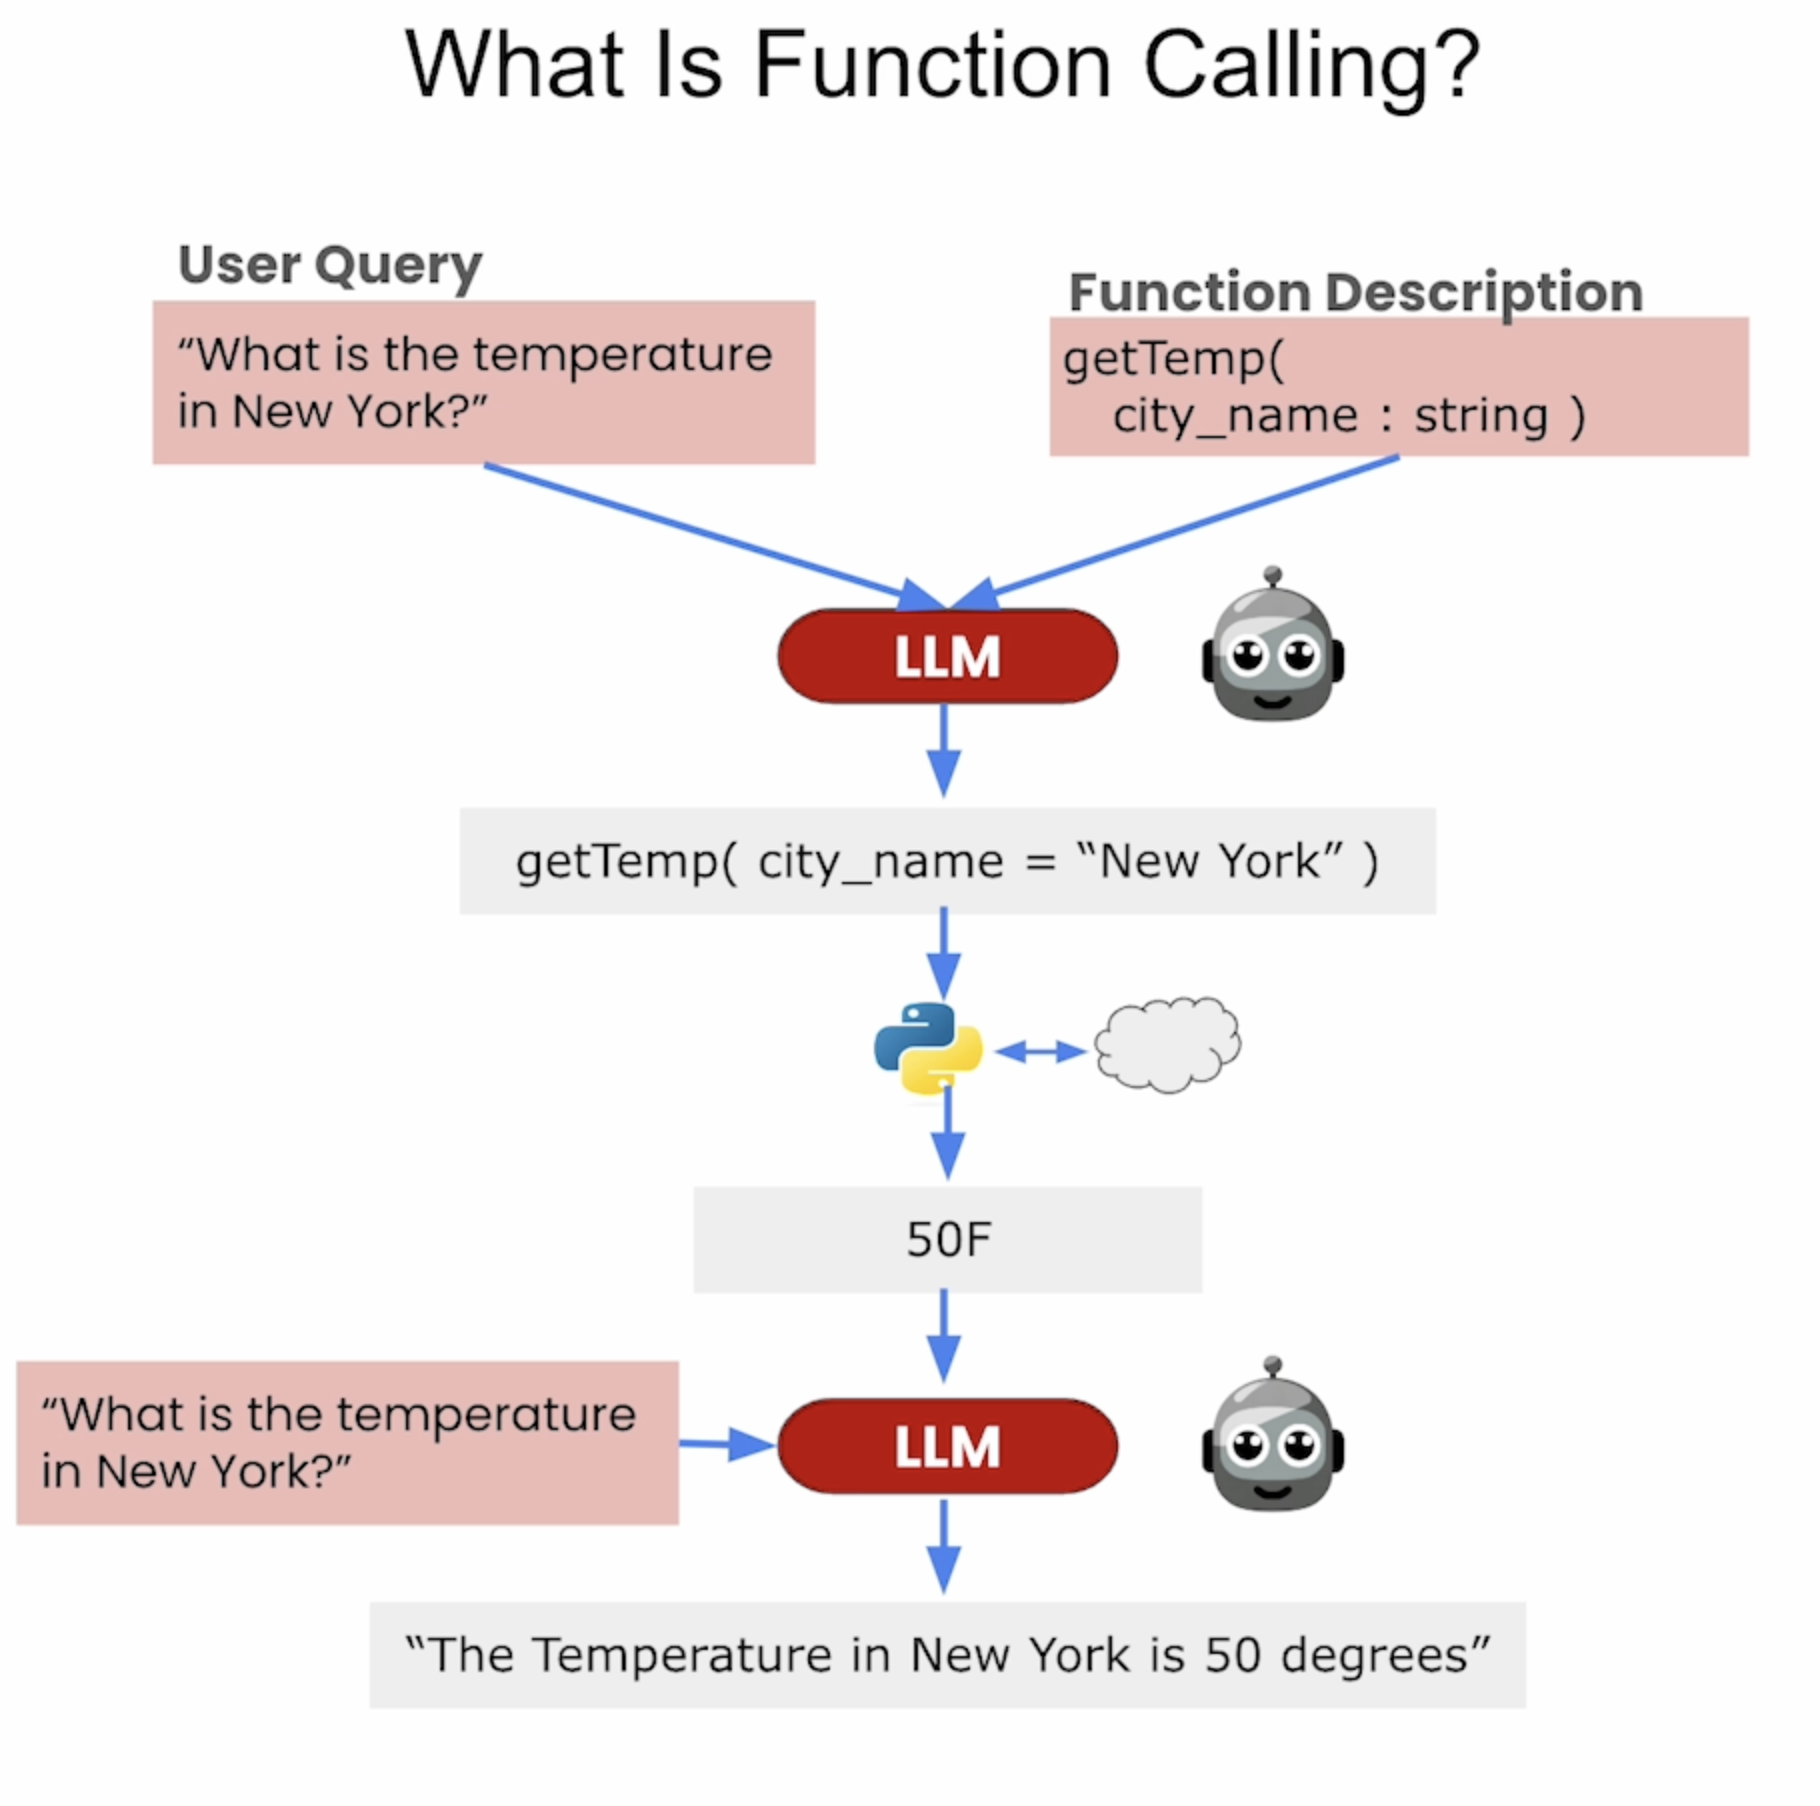 What Is Function Calling?
User Query
“What is the temperature
in New York?”
Function Description
getTemp(
city_name : string )
LLM
getTemp( city_name = “New York” )
50F
“What is the temperature
in New York?”
LLM
“The Temperature in New York is 50 degrees”